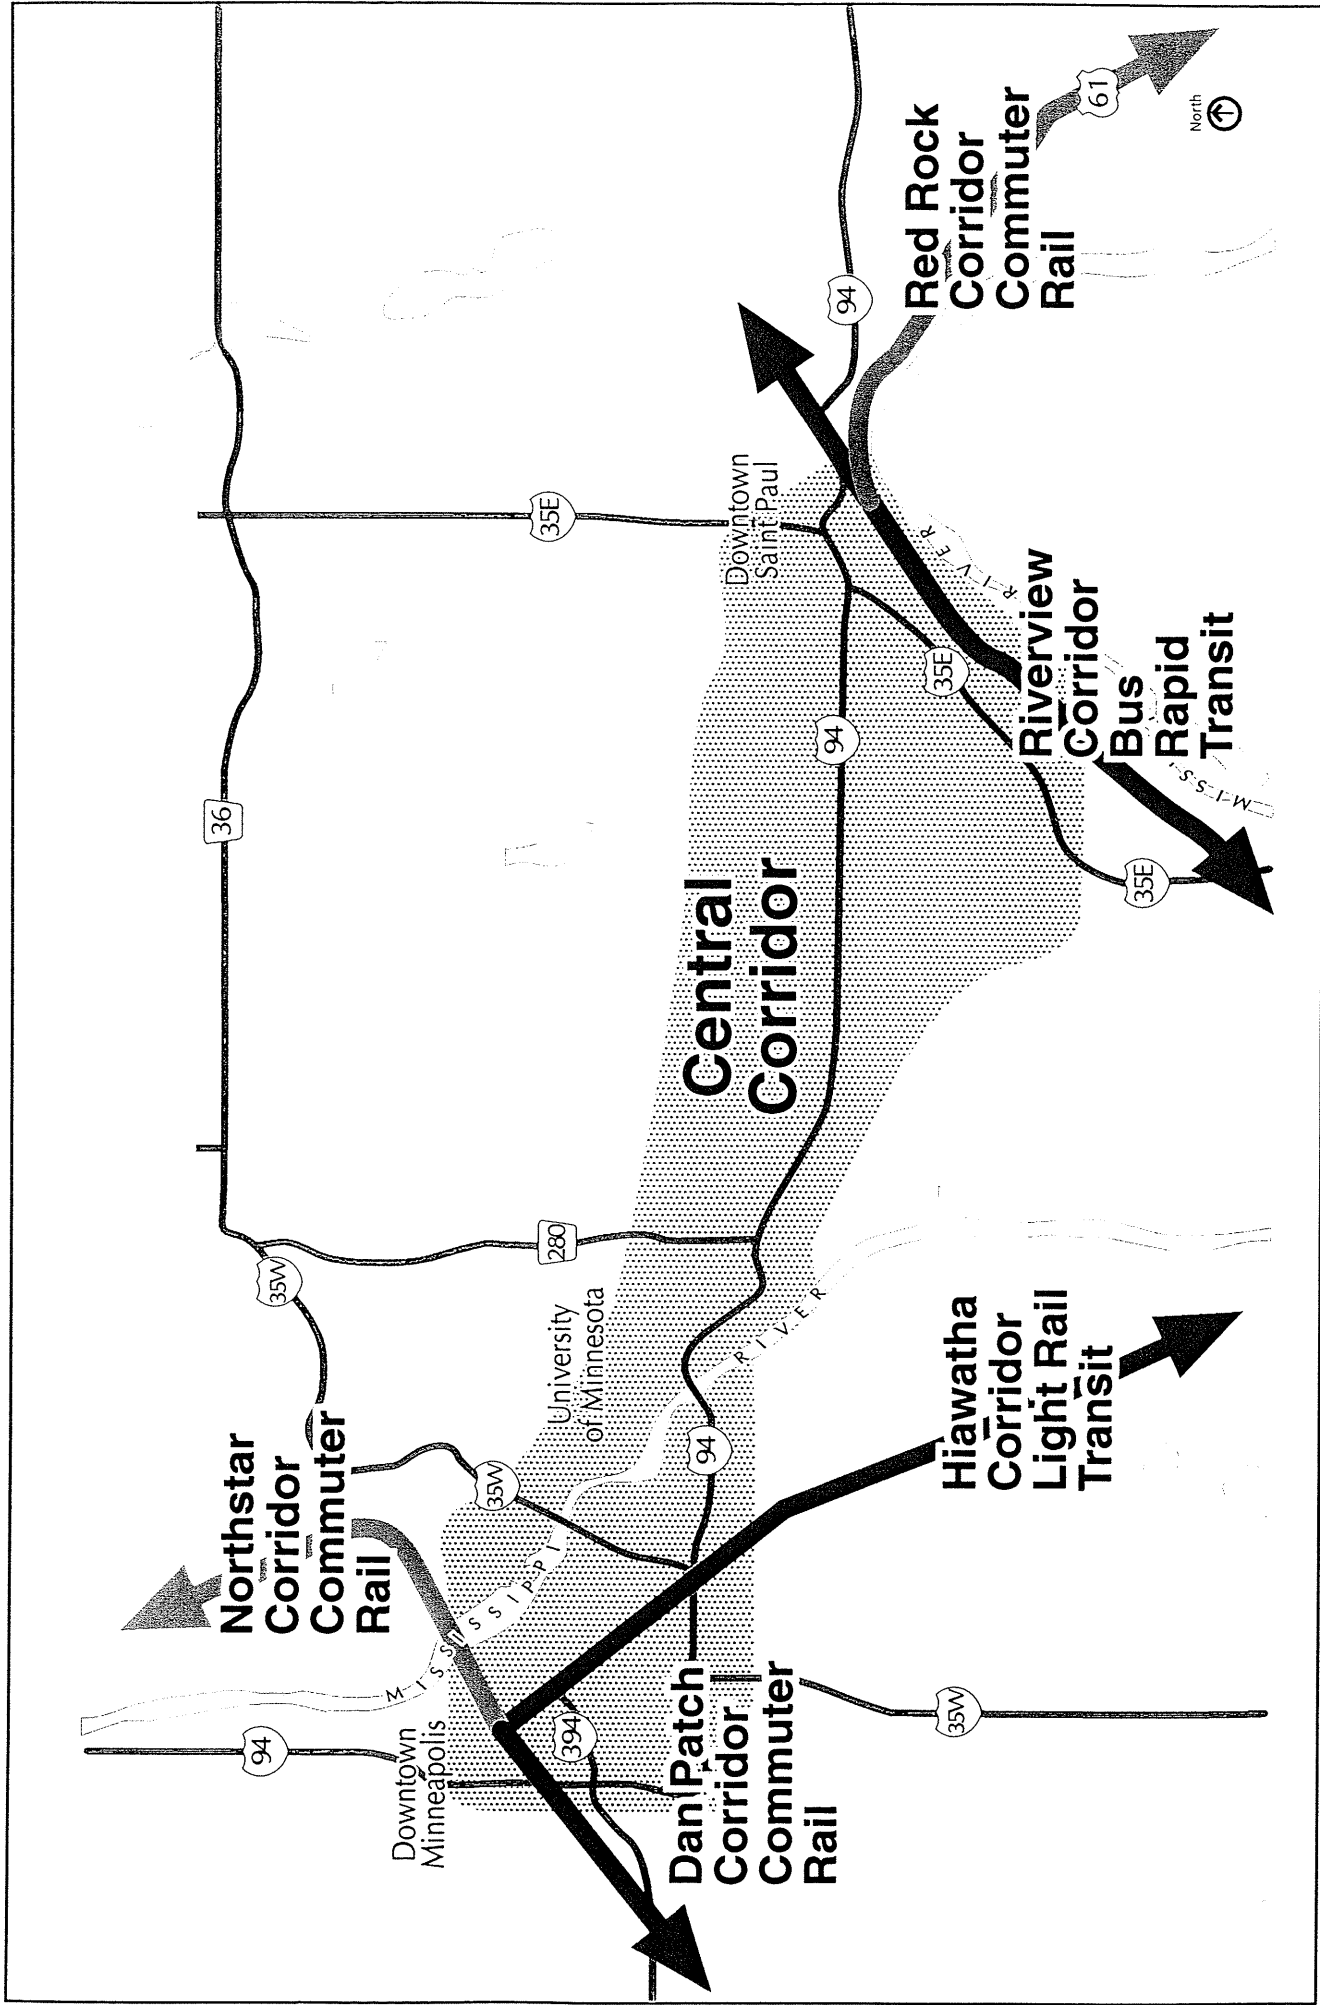 36
Northstar
Corridor
Commuter
Rail
94
35W
Downtown
Minneapolis
MISSISSIPPI
RIVER
35W
280
35E
University
of Minnesota
394
Central
Corridor
Downtown
Saint Paul
Dan Patch
Corridor
Commuter
Rail
94
94
94
Red Rock
Corridor
Commuter
Rail
35W
Hiawatha
Corridor
Light Rail
Transit
35E
RIVER
Riverview
Corridor
Bus
Rapid
Transit
61
35E
MISS
North